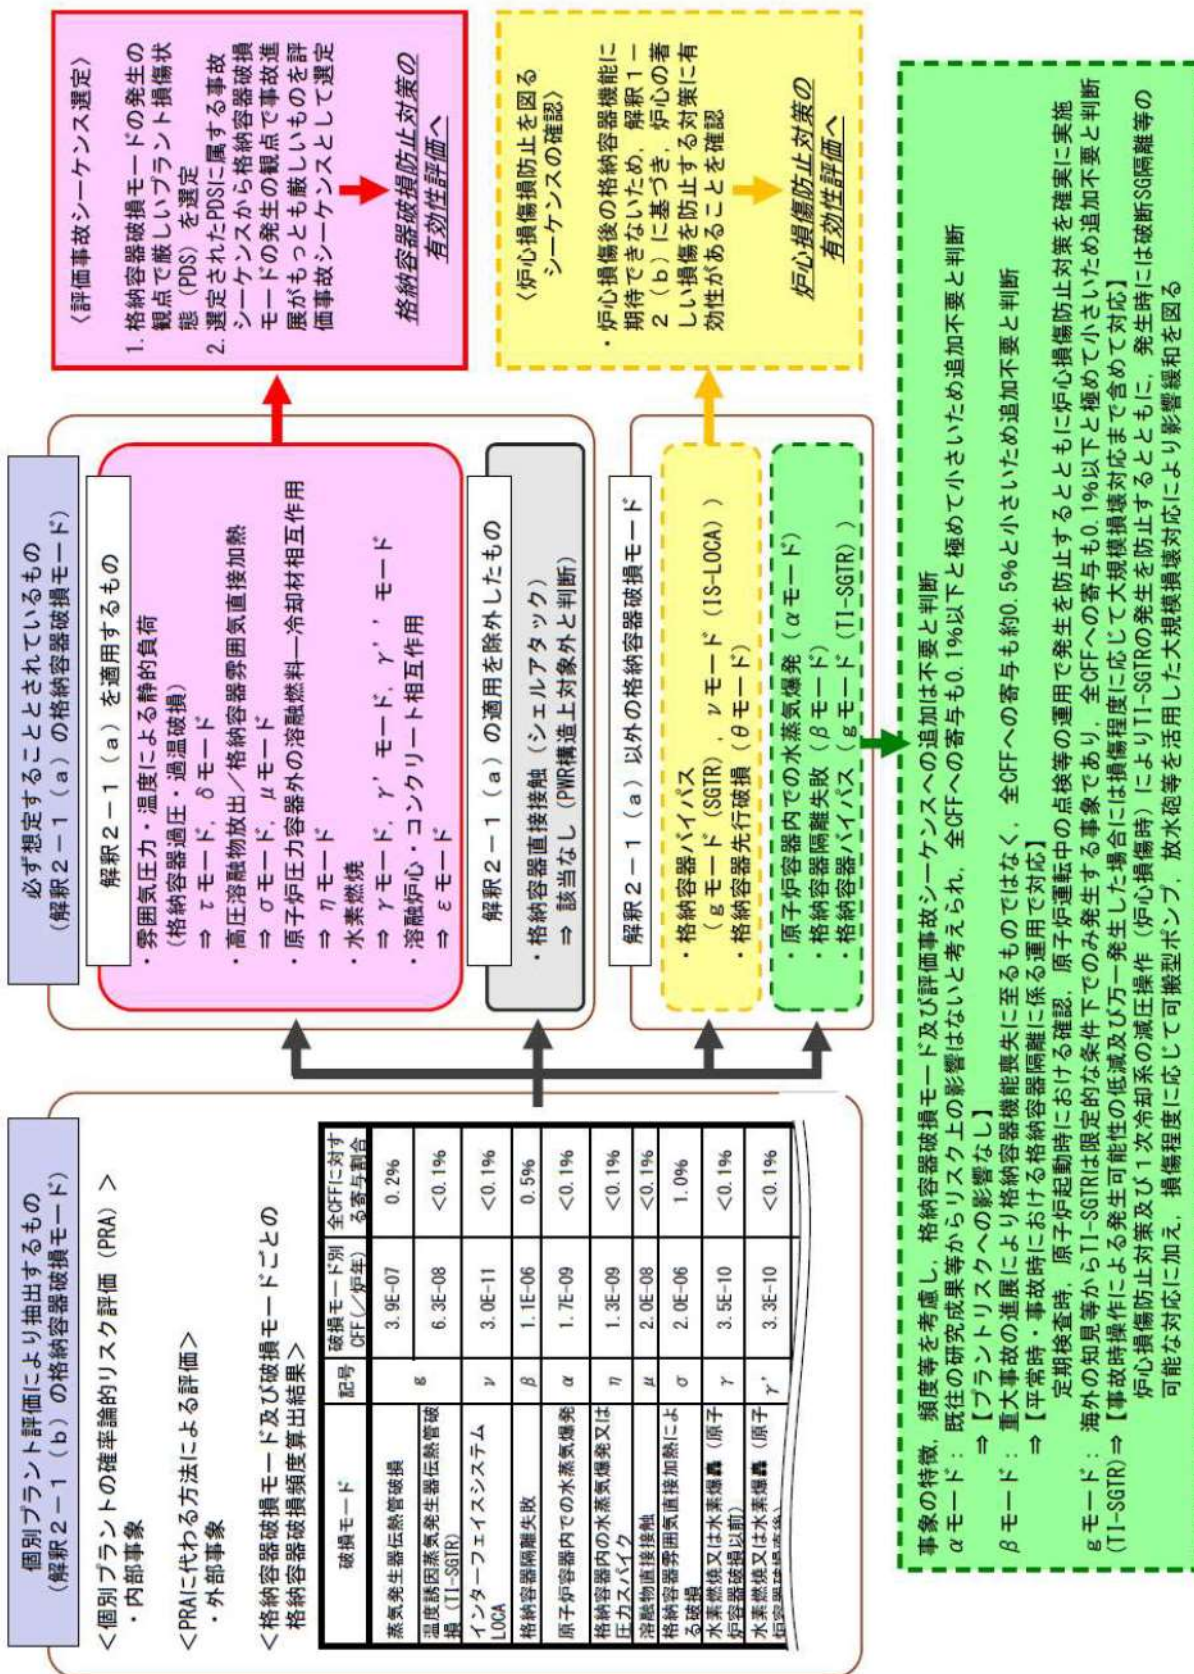 個別プラント評価により抽出するもの
(解釈2-1(b)の格納容器破損モード)
<個別プラントの確率論的リスク評価(PRA)>
・内部事象
<PRAに代わる方法による評価>
・外部事象
<格納容器破損モード及び破損モードごとの
格納容器破損頻度算出結果>
破損モード 記号 破損モード別CFF(/炉年) 全CFFに対する寄与割合
蒸気発生器伝熱管破損 g 3.9E-07 0.2%
温度誘因蒸気発生器伝熱管破損(TI-SGTR) 6.3E-08 <0.1%
インターフェイスシステムLOCA ν 3.0E-11 <0.1%
格納容器隔離失敗 β 1.1E-06 0.5%
原子炉容器内での水蒸気爆発 α 1.7E-09 <0.1%
格納容器内の水蒸気爆発又は圧力スパイク η 1.3E-09 <0.1%
溶融物直接接触 μ 2.0E-08 <0.1%
格納容器雰囲気直接加熱による破損 σ 2.0E-06 1.0%
水素燃焼又は水素爆轟(原子炉容器破損以前) γ 3.5E-10 <0.1%
水素燃焼又は水素爆轟(原子炉容器破損直後) γ' 3.3E-10 <0.1%
必ず想定することとされているもの
(解釈2-1(a)の格納容器破損モード)
解釈2-1(a)を適用するもの
・雰囲気圧力・温度による静的負荷
(格納容器過圧・過温破損)
⇒ τモード, δモード
・高圧溶融物放出/格納容器雰囲気直接加熱
⇒ σモード, μモード
・原子炉圧力容器外の溶融燃料―冷却材相互作用
⇒ ηモード
・水素燃焼
⇒ γモード, γ'モード, γ''モード
・溶融炉心・コンクリート相互作用
⇒ εモード
解釈2-1(a)の適用を除外したもの
・格納容器直接接触(シェルアタック)
⇒ 該当なし(PWR構造上対象外と判断)
解釈2-1(a)以外の格納容器破損モード
・格納容器バイパス
(gモード(SGTR), νモード(IS-LOCA))
・格納容器先行破損(θモード)
・原子炉容器内での水蒸気爆発(αモード)
・格納容器隔離失敗(βモード)
・格納容器バイパス(gモード(TI-SGTR))
〈評価事故シーケンス選定〉
1. 格納容器破損モードの発生の
観点で厳しいプラント損傷状
態(PDS)を選定
2. 選定されたPDSに属する事故
シーケンスから格納容器破損
モードの発生の観点で事故進
展がもっとも厳しいものを評
価事故シーケンスとして選定
格納容器破損防止対策の
有効性評価へ
〈炉心損傷防止を図る
シーケンスの確認〉
・炉心損傷後の格納容器機能に
期待できないため, 解釈1-
2(b)に基づき, 炉心の著
しい損傷を防止する対策に有
効性があることを確認
炉心損傷防止対策の
有効性評価へ
事象の特徴, 頻度等を考慮し, 格納容器破損モード及び評価事故シーケンスへの追加は不要と判断
αモード: 既往の研究成果等からリスク上の影響はないと考えられ, 全CFFへの寄与も0.1%以下と極めて小さいため追加不要と判断
⇒【プラントリスクへの影響なし】
βモード: 重大事故の進展により格納容器機能喪失に至るものではなく, 全CFFへの寄与も約0.5%と小さいため追加不要と判断
⇒【平常時・事故時における格納容器隔離に係る運用で対応】
定期検査時, 原子炉起動時における確認, 原子炉運転中の点検等の運用で発生を防止するとともに炉心損傷防止対策を確実に実施
gモード: 海外の知見等からTI-SGTRは限定的な条件下でのみ発生する事象であり, 全CFFへの寄与も0.1%以下と極めて小さいため追加不要と判断
(TI-SGTR)⇒【事故時操作による発生可能性の低減及び万一発生した場合には損傷程度に応じて大規模損壊対応まで含めて対応】
炉心損傷防止対策及び1次冷却系の減圧操作(炉心損傷時)によりTI-SGTRの発生を防止するとともに, 発生時には破断SG隔離等の
可能な対応に加え, 損傷程度に応じて可搬型ポンプ, 放水砲等を活用した大規模損壊対応により影響緩和を図る